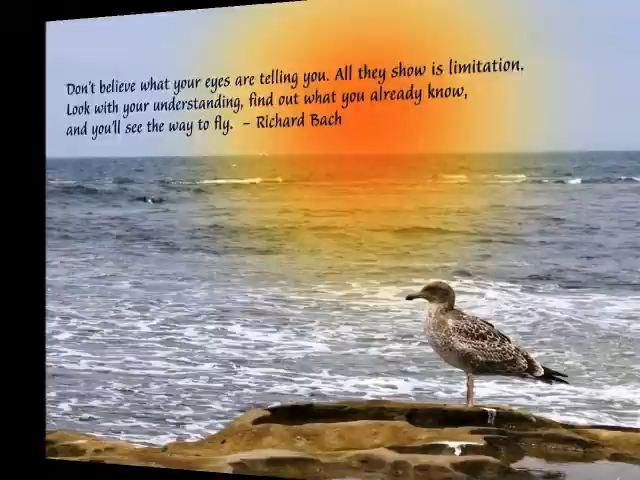 Don't believe what your eyes are telling you. All they show is limitation.
Look with your understanding, find out what you already know,
and you'll see the way to fly. – Richard Bach